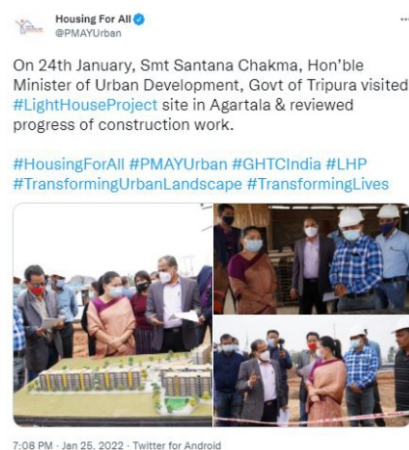 Housing For All
@PMAYUrban
On 24th January, Smt Santana Chakma, Hon'ble
Minister of Urban Development, Govt of Tripura visited
#LightHouseProject site in Agartala & reviewed
progress of construction work.
#HousingForAll #PMAYUrban #GHTCIndia #LHP
#TransformingUrbanLandscape #TransformingLives
7:08 PM · Jan 25, 2022 · Twitter for Android